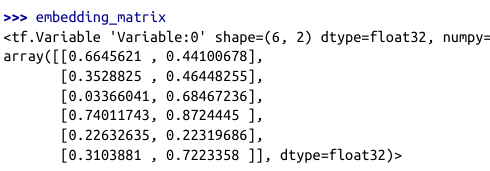 >>> embedding_matrix
<tf.Variable 'Variable:0' shape=(6, 2) dtype=float32, numpy=
array([[0.6645621 , 0.44100678],
       [0.3528825 , 0.46448255],
       [0.03366041, 0.68467236],
       [0.74011743, 0.8724445 ],
       [0.22632635, 0.22319686],
       [0.3103881 , 0.7223358 ]], dtype=float32)>